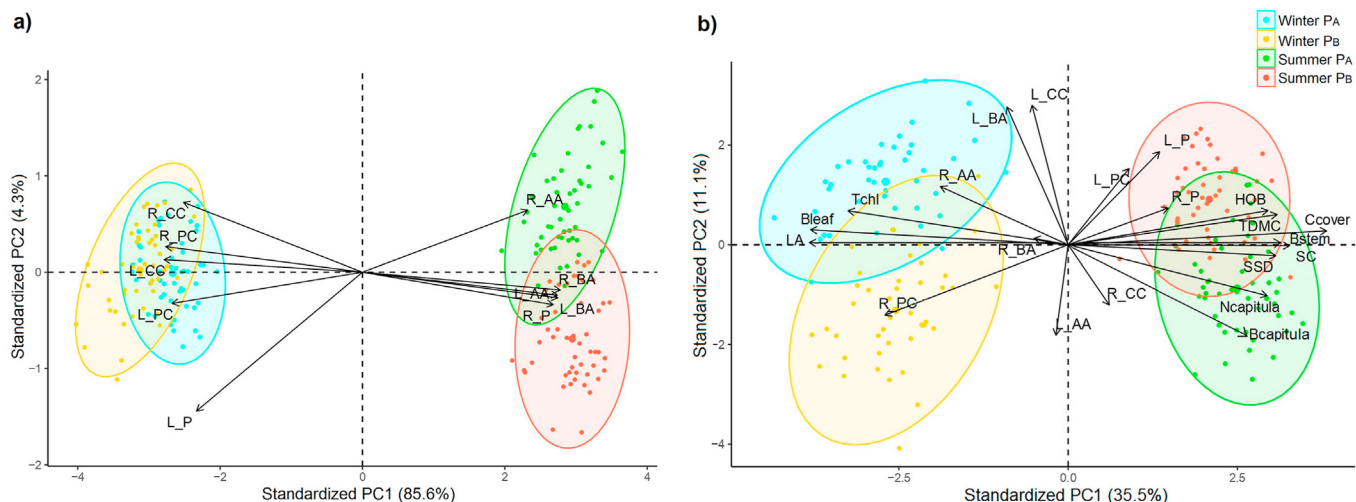 a)
Standardized PC2 (4.3%)
2
1
0
−1
−2
R_CC
R_PC
L_CC
L_PC
L_P
R_AA
R_BA
L_AA
L_BA
R_P
−4
−2
0
2
4
Standardized PC1 (85.6%)
b)
Winter PA
Winter PB
Summer PA
Summer PB
Standardized PC2 (11.1%)
4
2
0
−2
−4
L_CC
L_BA
L_P
L_PC
R_AA
R_P
Tchl
HOB
Bleaf
TDMC
Ccover
LA
Bstem
R_BA
SC
SSD
R_CC
R_PC
Ncapitula
_AA
Bcapitula
−2.5
0.0
2.5
Standardized PC1 (35.5%)